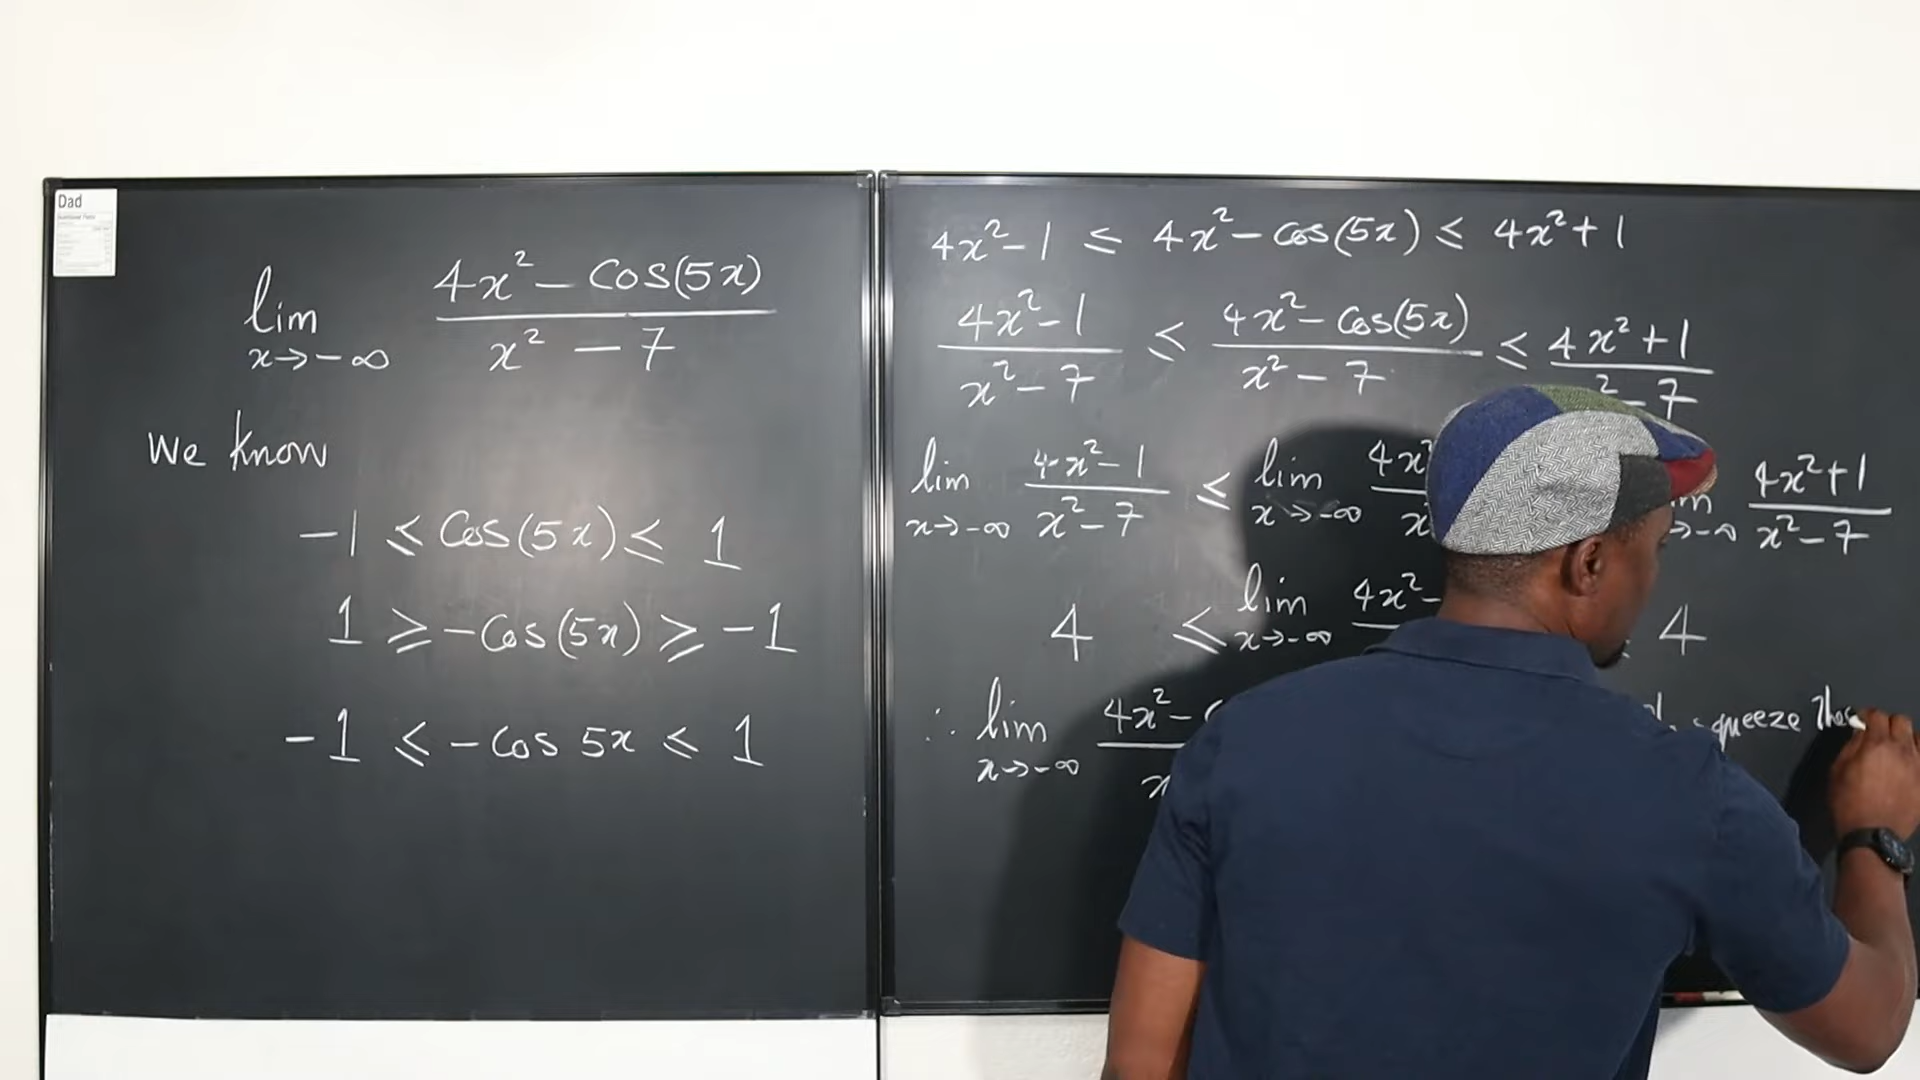 Dad
lim x→-∞ (4x² - cos(5x)) / (x² - 7)
We know
-1 ≤ cos(5x) ≤ 1
1 ≥ -cos(5x) ≥ -1
-1 ≤ -cos 5x ≤ 1
4x² - 1 ≤ 4x² - cos(5x) ≤ 4x² + 1
(4x² - 1) / (x² - 7) ≤ (4x² - cos(5x)) / (x² - 7) ≤ (4x² + 1) / ² - 7
lim x→-∞ (4x² - 1) / (x² - 7) ≤ lim x→-∞ 4x² / x →-∞ (4x² + 1) / (x² - 7)
4 ≤ lim x→-∞ 4x² - 4
∴ lim x→-∞ 4x² - / x squeeze